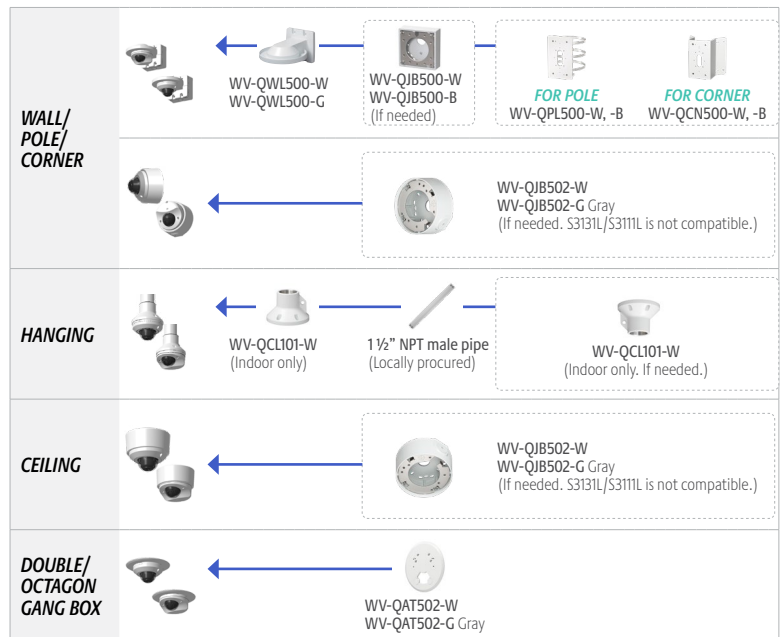 WALL/
POLE/
CORNER
WV-QWL500-W
WV-QWL500-G
WV-QJB500-W
WV-QJB500-B
(If needed)
FOR POLE
WV-QPL500-W, -B
FOR CORNER
WV-QCN500-W, -B
WV-QJB502-W
WV-QJB502-G Gray
(If needed. S3131L/S3111L is not compatible.)
HANGING
WV-QCL101-W
(Indoor only)
1 ½” NPT male pipe
(Locally procured)
WV-QCL101-W
(Indoor only. If needed.)
CEILING
WV-QJB502-W
WV-QJB502-G Gray
(If needed. S3131L/S3111L is not compatible.)
DOUBLE/
OCTAGON
GANG BOX
WV-QAT502-W
WV-QAT502-G Gray